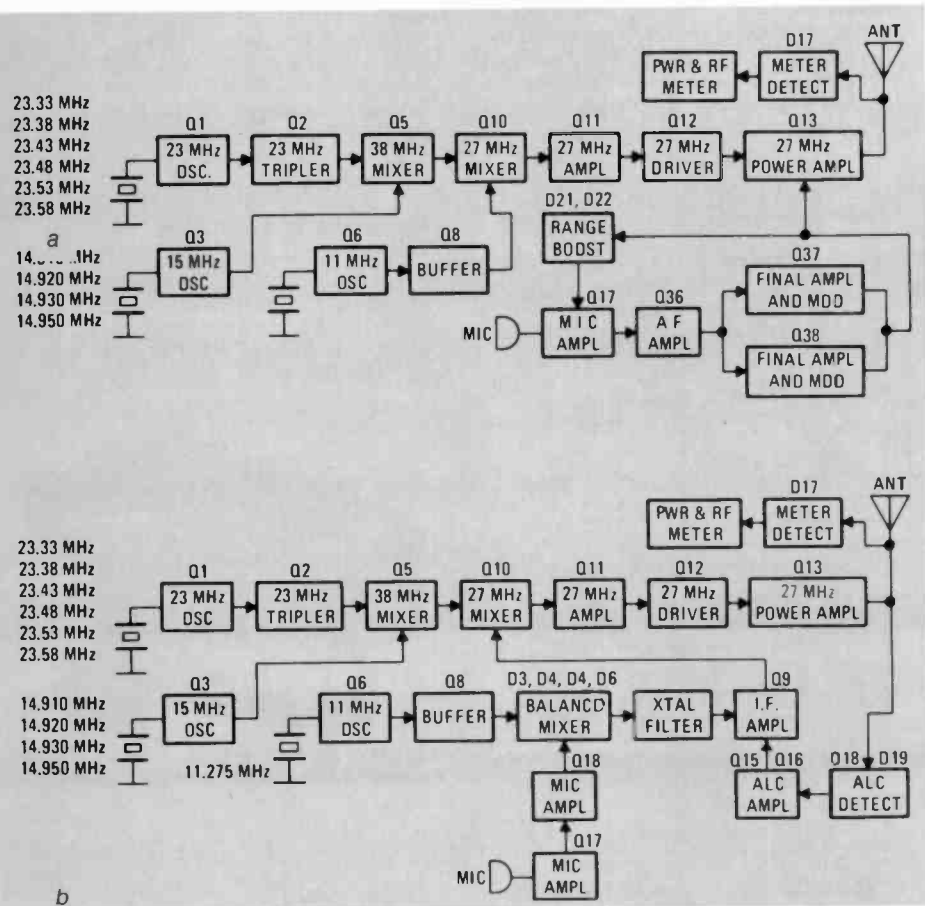 ANT
D17
PWR & RF
METER
METER
DETECT
23.33 MHz
23.38 MHz
23.43 MHz
23.48 MHz
23.53 MHz
23.58 MHz
Q1
23 MHz
OSC.
Q2
23 MHz
TRIPLER
Q5
38 MHz
MIXER
Q10
27 MHz
MIXER
Q11
27 MHz
AMPL
Q12
27 MHz
DRIVER
Q13
27 MHz
POWER AMPL
a
14.920 MHz
14.930 MHz
14.950 MHz
Q3
15 MHz
OSC
Q6
11 MHz
OSC
Q8
BUFFER
D21, D22
RANGE
BOOST
MIC
Q17
MIC
AMPL
Q36
AF
AMPL
Q37
FINAL AMPL
AND MOD
Q38
FINAL AMPL
AND MOD
ANT
D17
PWR & RF
METER
METER
DETECT
23.33 MHz
23.38 MHz
23.43 MHz
23.48 MHz
23.53 MHz
23.58 MHz
Q1
23 MHz
OSC
Q2
23 MHz
TRIPLER
Q5
38 MHz
MIXER
Q10
27 MHz
MIXER
Q11
27 MHz
AMPL
Q12
27 MHz
DRIVER
Q13
27 MHz
POWER AMPL
14.910 MHz
14.920 MHz
14.930 MHz
14.950 MHz
Q3
15 MHz
OSC
11.275 MHz
Q6
11 MHz
OSC
Q8
BUFFER
D3, D4, D4, D6
BALANCD
MIXER
XTAL
FILTER
Q9
I.F.
AMPL
Q18
MIC
AMPL
Q15 Q16
ALC
AMPL
D18 D19
ALC
DETECT
MIC
Q17
MIC
AMPL
b